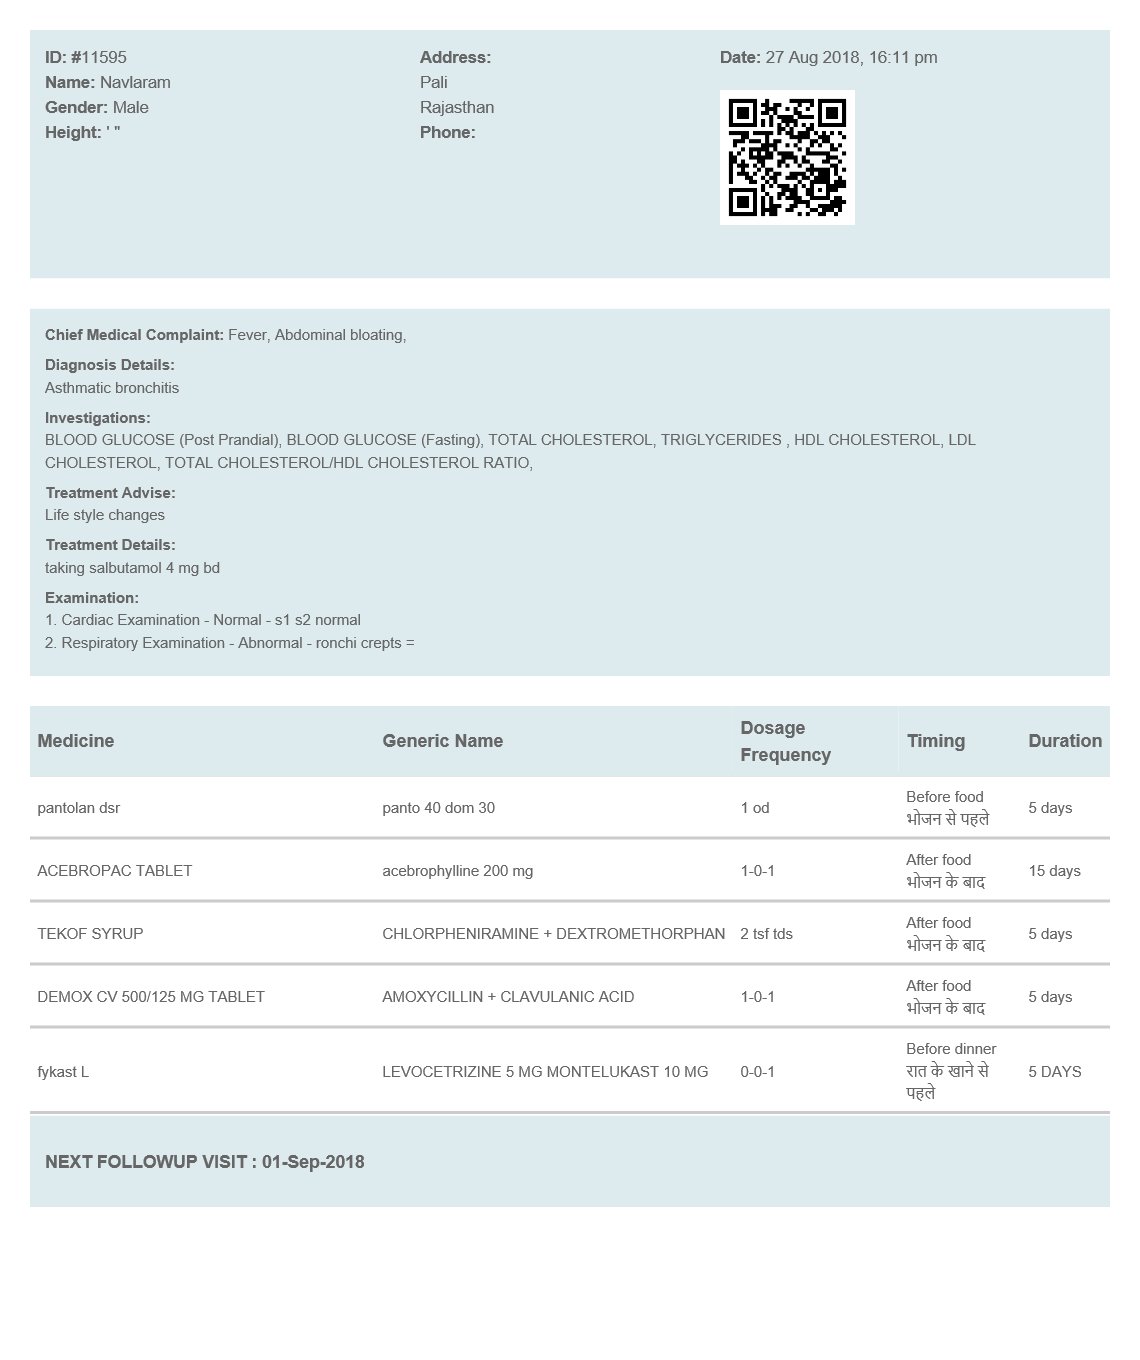 ID: #11595
Name: Navlaram
Gender: Male
Height: ' "
Address:
Pali
Rajasthan
Phone:
Date: 27 Aug 2018, 16:11 pm
Chief Medical Complaint: Fever, Abdominal bloating,
Diagnosis Details:
Asthmatic bronchitis
Investigations:
BLOOD GLUCOSE (Post Prandial), BLOOD GLUCOSE (Fasting), TOTAL CHOLESTEROL, TRIGLYCERIDES , HDL CHOLESTEROL, LDL
CHOLESTEROL, TOTAL CHOLESTEROL/HDL CHOLESTEROL RATIO,
Treatment Advise:
Life style changes
Treatment Details:
taking salbutamol 4 mg bd
Examination:
1. Cardiac Examination - Normal - s1 s2 normal
2. Respiratory Examination - Abnormal - ronchi crepts =
Medicine Generic Name Dosage Frequency Timing Duration
pantolan dsr panto 40 dom 30 1 od Before food भोजन से पहले 5 days
ACEBROPAC TABLET acebrophylline 200 mg 1-0-1 After food भोजन के बाद 15 days
TEKOF SYRUP CHLORPHENIRAMINE + DEXTROMETHORPHAN 2 tsf tds After food भोजन के बाद 5 days
DEMOX CV 500/125 MG TABLET AMOXYCILLIN + CLAVULANIC ACID 1-0-1 After food भोजन के बाद 5 days
fykast L LEVOCETRIZINE 5 MG MONTELUKAST 10 MG 0-0-1 Before dinner रात के खाने से पहले 5 DAYS
NEXT FOLLOWUP VISIT : 01-Sep-2018